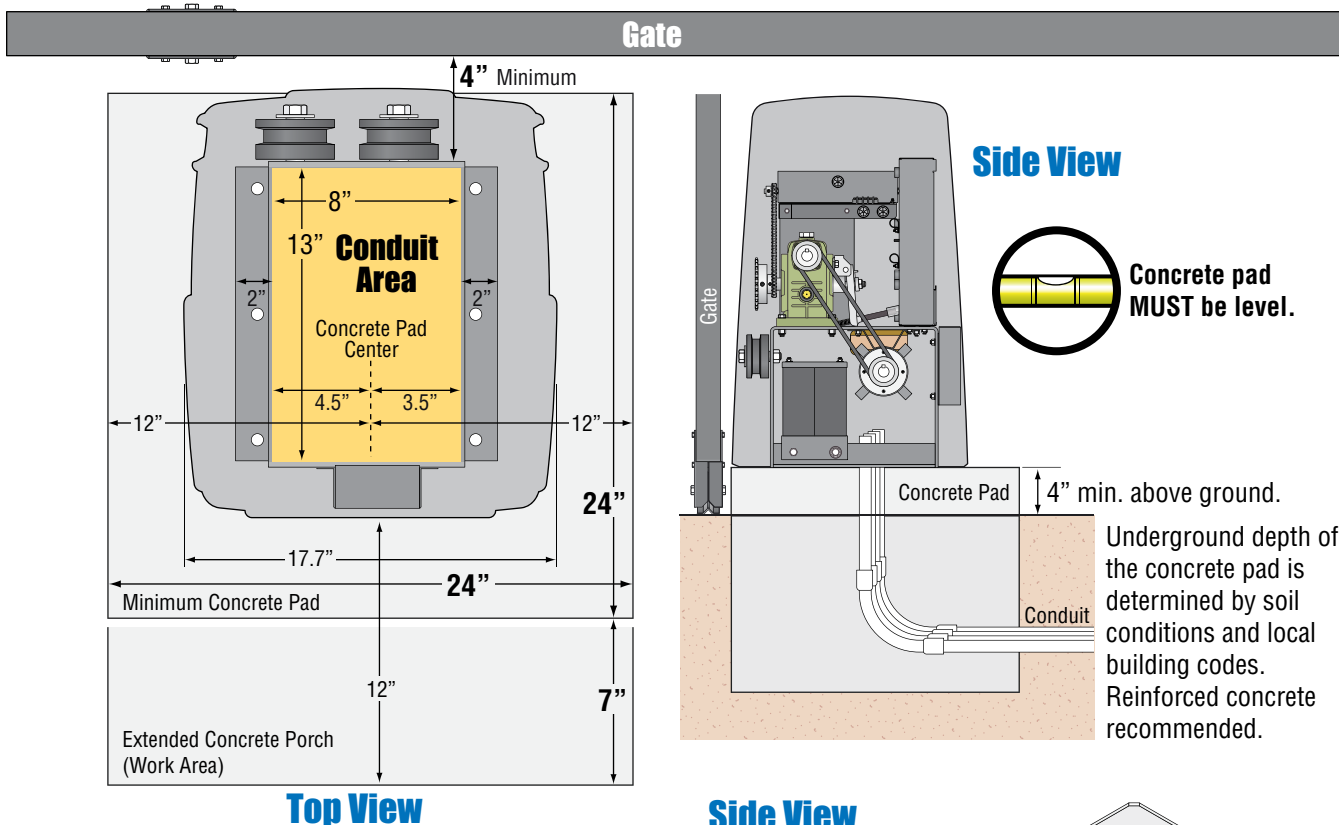 Gate
4” Minimum
8”
13”
Conduit
Area
2”
2”
Concrete Pad
Center
4.5”
3.5”
12”
12”
24”
17.7”
24”
Minimum Concrete Pad
12”
7”
Extended Concrete Porch
(Work Area)
Top View
Side View
Gate
Concrete pad
MUST be level.
Concrete Pad
4” min. above ground.
Underground depth of
the concrete pad is
determined by soil
conditions and local
building codes.
Reinforced concrete
recommended.
Conduit
Side View